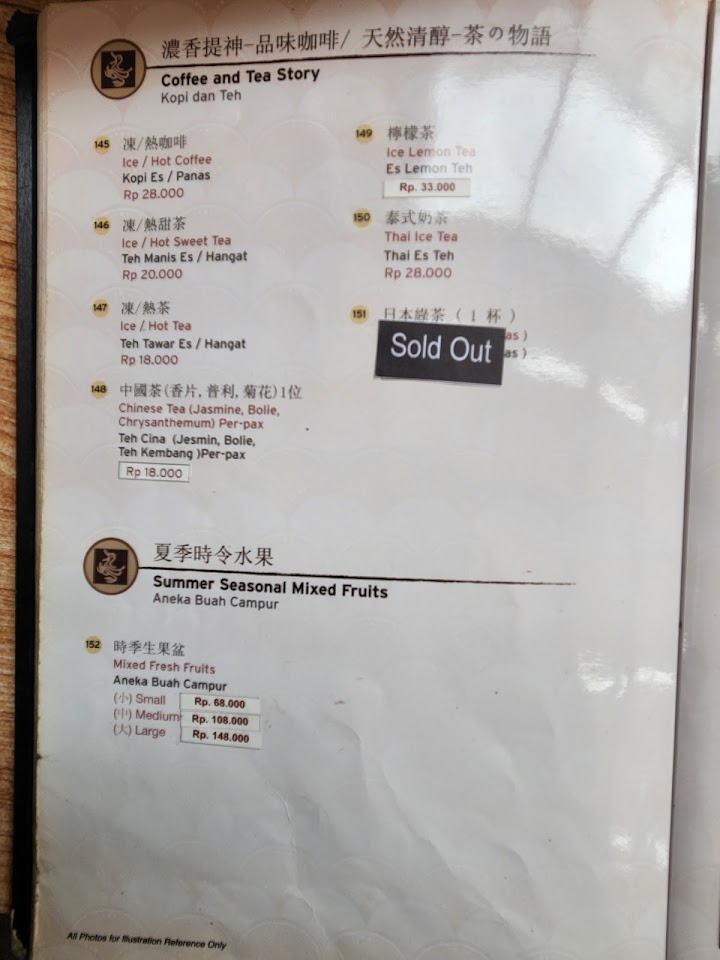 濃香提神-品味咖啡/ 天然清醇-茶の物語
Coffee and Tea Story
Kopi dan Teh
145 凍/熱咖啡
Ice / Hot Coffee
Kopi Es / Panas
Rp 28.000
146 凍/熱甜茶
Ice / Hot Sweet Tea
Teh Manis Es / Hangat
Rp 20.000
147 凍/熱茶
Ice / Hot Tea
Teh Tawar Es / Hangat
Rp 18.000
148 中國茶(香片,普利,菊花)1位
Chinese Tea (Jasmine, Bolie,
Chrysanthemum) Per-pax
Teh Cina (Jesmin, Bolie,
Teh Kembang )Per-pax
Rp 18.000
149 檸檬茶
Ice Lemon Tea
Es Lemon Teh
Rp. 33.000
150 泰式奶茶
Thai Ice Tea
Thai Es Teh
Rp 28.000
151 日本綠茶 ( 1 杯 )
as )
Sold Out
as )
夏季時令水果
Summer Seasonal Mixed Fruits
Aneka Buah Campur
152 時季生果盆
Mixed Fresh Fruits
Aneka Buah Campur
(小) Small Rp. 68.000
(中) Medium Rp. 108.000
(大) Large Rp. 148.000
All Photos for Illustration Reference Only